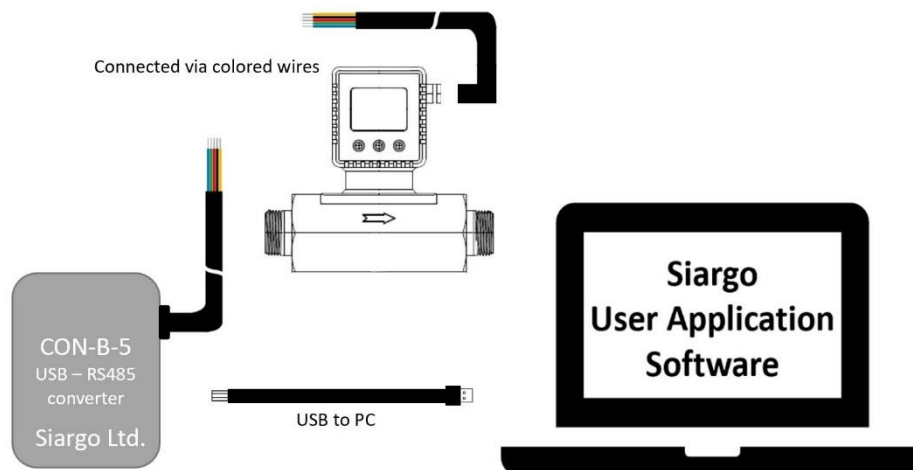 Connected via colored wires
CON-B-5
USB – RS485
converter
Siargo Ltd.
USB to PC
Siargo
User Application
Software